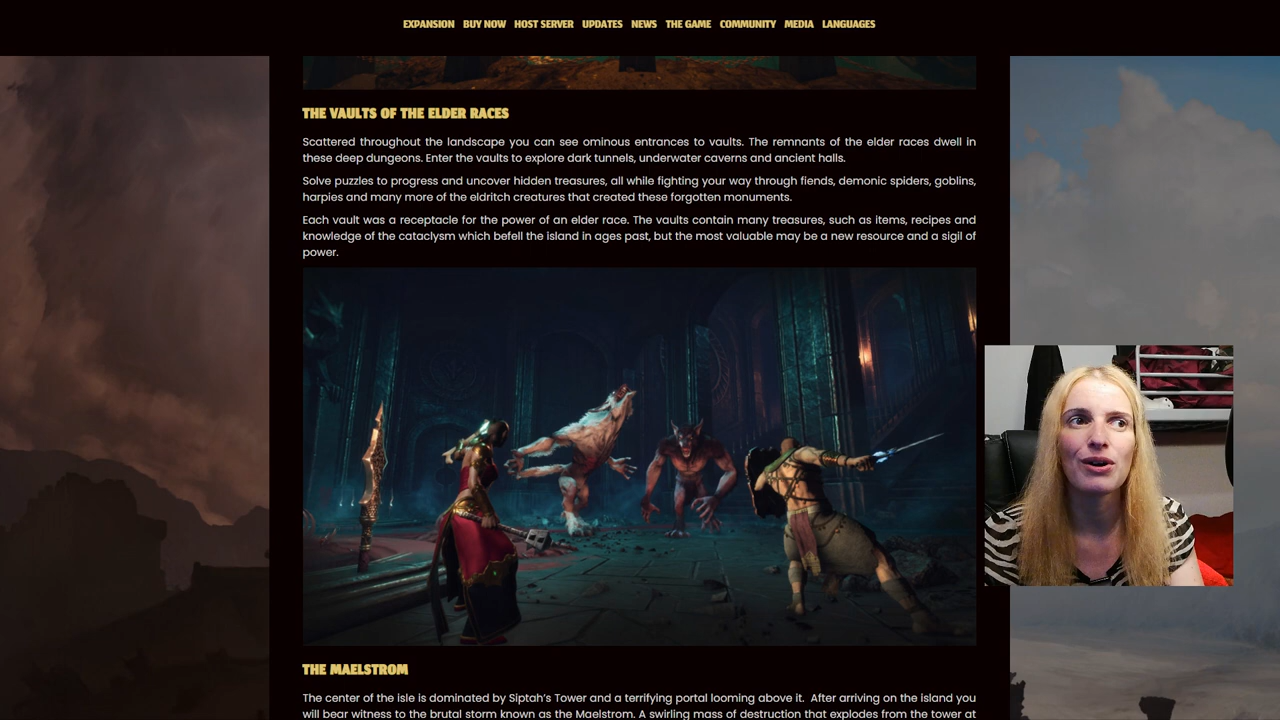 EXPANSION BUY NOW HOST SERVER UPDATES NEWS THE GAME COMMUNITY MEDIA LANGUAGES
THE VAULTS OF THE ELDER RACES
Scattered throughout the landscape you can see ominous entrances to vaults. The remnants of the elder races dwell in
these deep dungeons. Enter the vaults to explore dark tunnels, underwater caverns and ancient halls.
Solve puzzles to progress and uncover hidden treasures, all while fighting your way through fiends, demonic spiders, goblins,
harpies and many more of the eldritch creatures that created these forgotten monuments.
Each vault was a receptacle for the power of an elder race. The vaults contain many treasures, such as items, recipes and
knowledge of the cataclysm which befell the island in ages past, but the most valuable may be a new resource and a sigil of
power.
THE MAELSTROM
The center of the isle is dominated by Siptah's Tower and a terrifying portal looming above it. After arriving on the island you
will bear witness to the brutal storm known as the Maelstrom. A swirling mass of destruction that explodes from the tower at